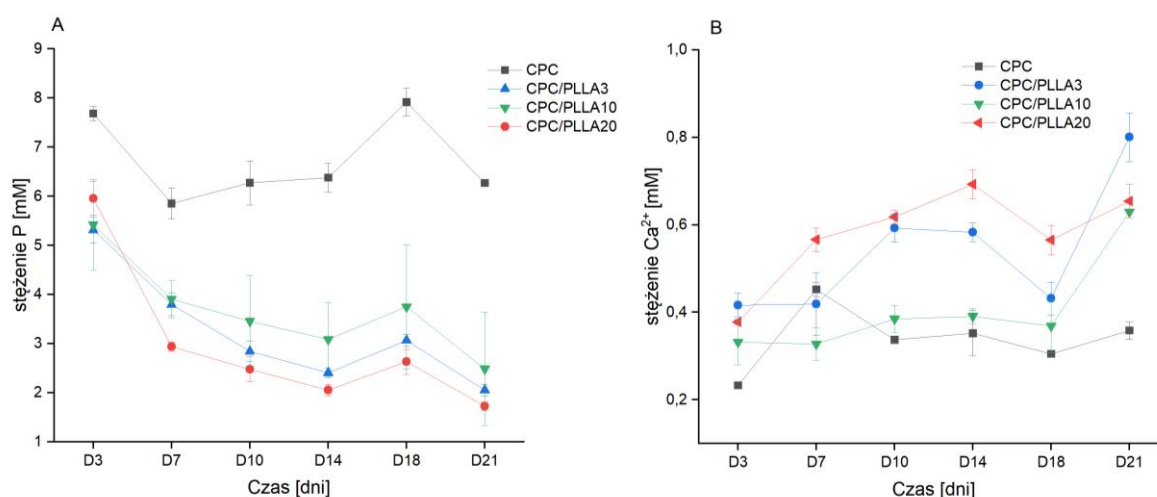 A
stężenie P [mM]
9
8
7
6
5
4
3
2
1
CPC
CPC/PLLA3
CPC/PLLA10
CPC/PLLA20
D3 D7 D10 D14 D18 D21
Czas [dni]
B
stężenie Ca²⁺ [mM]
1,0
0,8
0,6
0,4
0,2
CPC
CPC/PLLA3
CPC/PLLA10
CPC/PLLA20
D3 D7 D10 D14 D18 D21
Czas [dni]